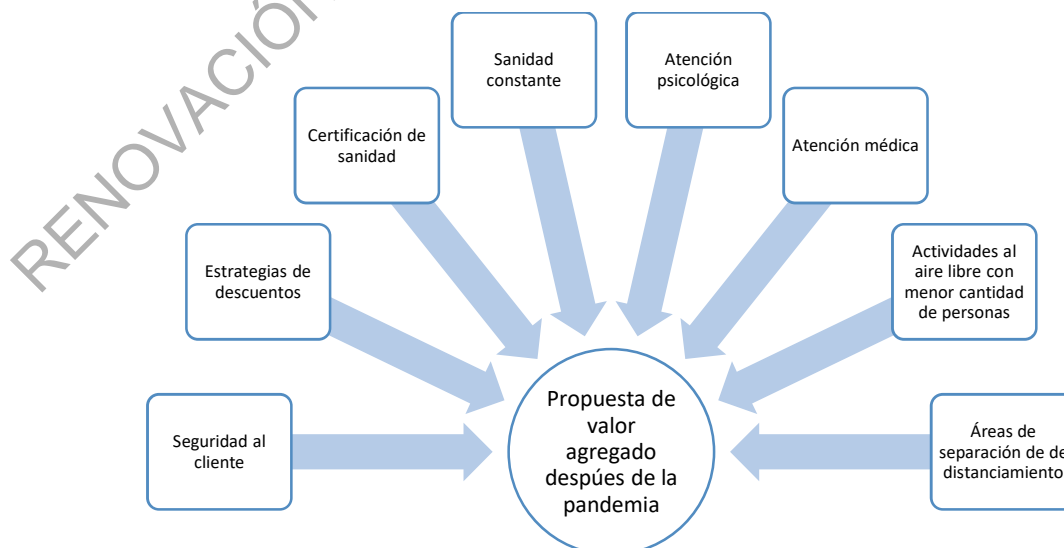 RENOVACIÓN
Sanidad
constante
Atención
psicológica
Certificación de
sanidad
Atención médica
Estrategias de
descuentos
Actividades al
aire libre con
menor cantidad
de personas
Seguridad al
cliente
Propuesta de
valor
agregado
despúes de la
pandemia
Áreas de
separación de de
distanciamiento